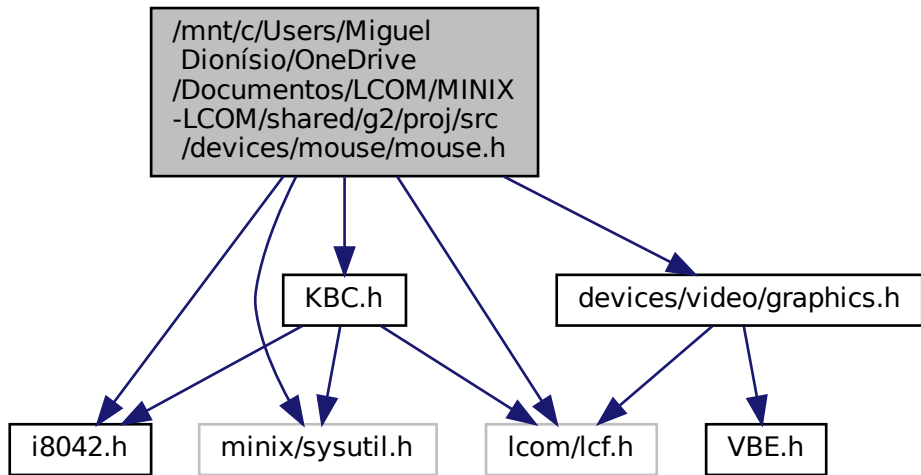 /mnt/c/Users/Miguel
Dionísio/OneDrive
/Documentos/LCOM/MINIX
-LCOM/shared/g2/proj/src
/devices/mouse/mouse.h
KBC.h
devices/video/graphics.h
i8042.h
minix/sysutil.h
lcom/lcf.h
VBE.h